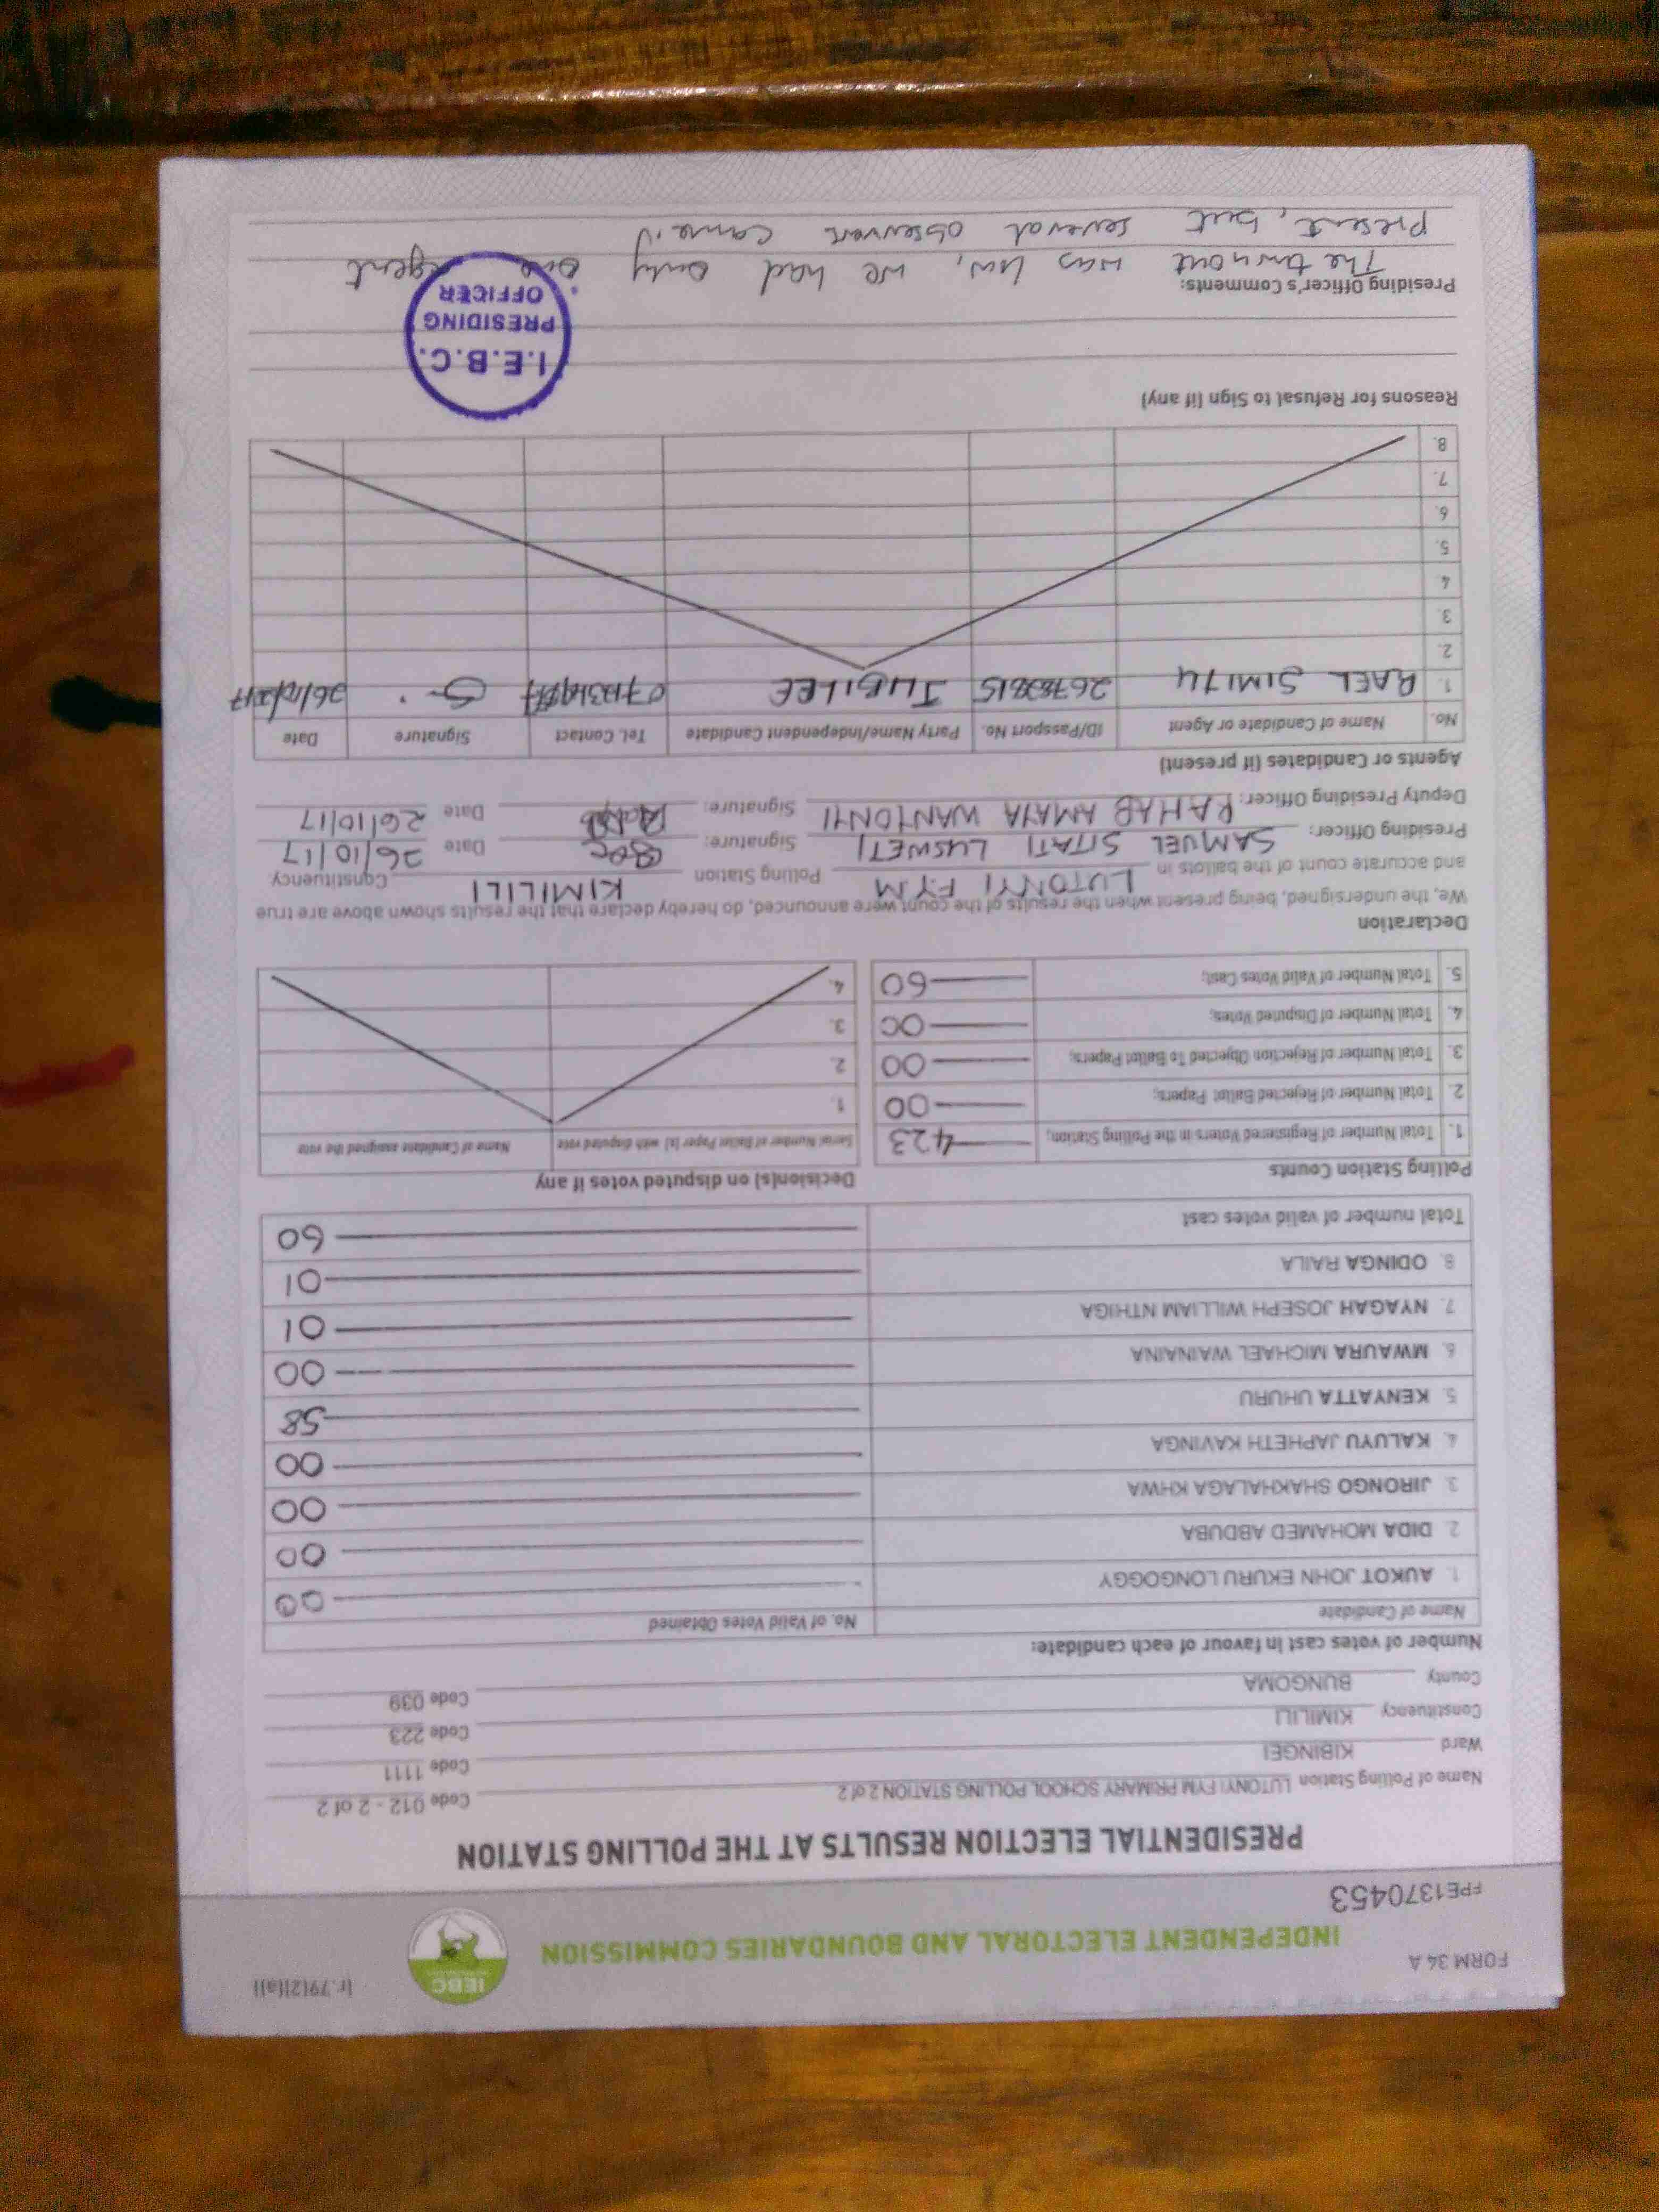 FORM 34 A
INDEPENDENT ELECTORAL AND BOUNDARIES COMMISSION
IEBC
(r.79(2)(a))
FPE1370453
PRESIDENTIAL ELECTION RESULTS AT THE POLLING STATION
Name of Polling Station LUTONYI FYM PRIMARY SCHOOL POLLING STATION 2 of 2 Code 012 - 2 of 2
Ward KIBINGEI Code 1111
Constituency KIMILILI Code 223
County BUNGOMA Code 039
Number of votes cast in favour of each candidate:
Name of Candidate No. of Valid Votes Obtained
1. AUKOT JOHN EKURU LONGOGGY 00
2. DIDA MOHAMED ABDUBA 00
3. JIRONGO SHAKHALAGA KHWA 00
4. KALUYU JAPHETH KAVINGA 00
5. KENYATTA UHURU 58
6. MWAURA MICHAEL WAINAINA 00
7. NYAGAH JOSEPH WILLIAM NTHIGA 01
8. ODINGA RAILA 01
Total number of valid votes cast 60
Polling Station Counts
1. Total Number of Registered Voters in the Polling Station; 423
2. Total Number of Rejected Ballot Papers; 00
3. Total Number of Rejection Objected To Ballot Papers; 00
4. Total Number of Disputed Votes; 00
5. Total Number of Valid Votes Cast; 60
Decision(s) on disputed votes if any
Serial Number of Ballot Paper (s) with disputed vote Name of Candidate assigned the vote
1.
2.
3.
4.
Declaration
We, the undersigned, being present when the results of the count were announced, do hereby declare that the results shown above are true
and accurate count of the ballots in LUTONYI FYM Polling Station KIMILILI Constituency
Presiding Officer: SAMUEL SITATI LUSWETI Signature: Date 26/10/17
Deputy Presiding Officer: RAHAB AMAYA WANYONYI Signature: Date 26/10/17
Agents or Candidates (if present)
No. Name of Candidate or Agent ID/Passport No. Party Name/Independent Candidate Tel. Contact Signature Date
1. RAEL SIMIYU JUBILEE 26/10/2017
2.
3.
4.
5.
6.
7.
8.
Reasons for Refusal to Sign (if any)
I.E.B.C.
PRESIDING
OFFICER
Presiding Officer's Comments:
The turnout was low, we had only one agent
present, but several observers came.